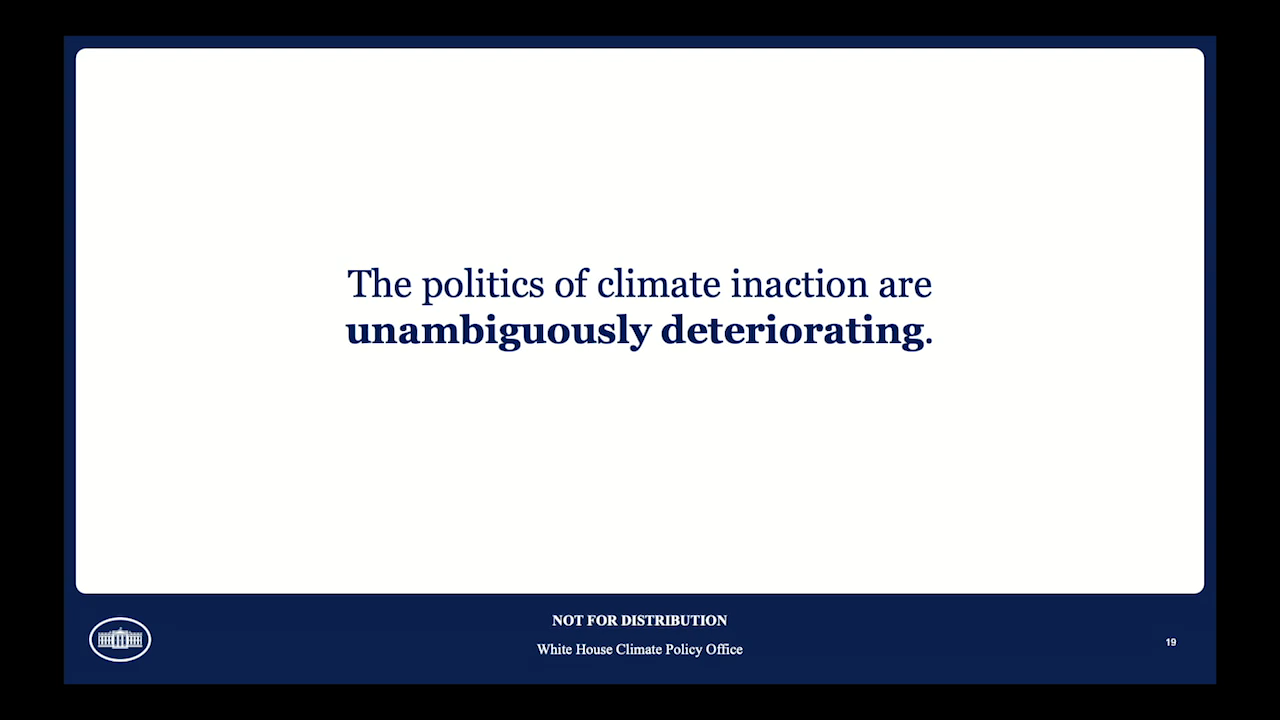 The politics of climate inaction are
unambiguously deteriorating.
NOT FOR DISTRIBUTION
White House Climate Policy Office
19